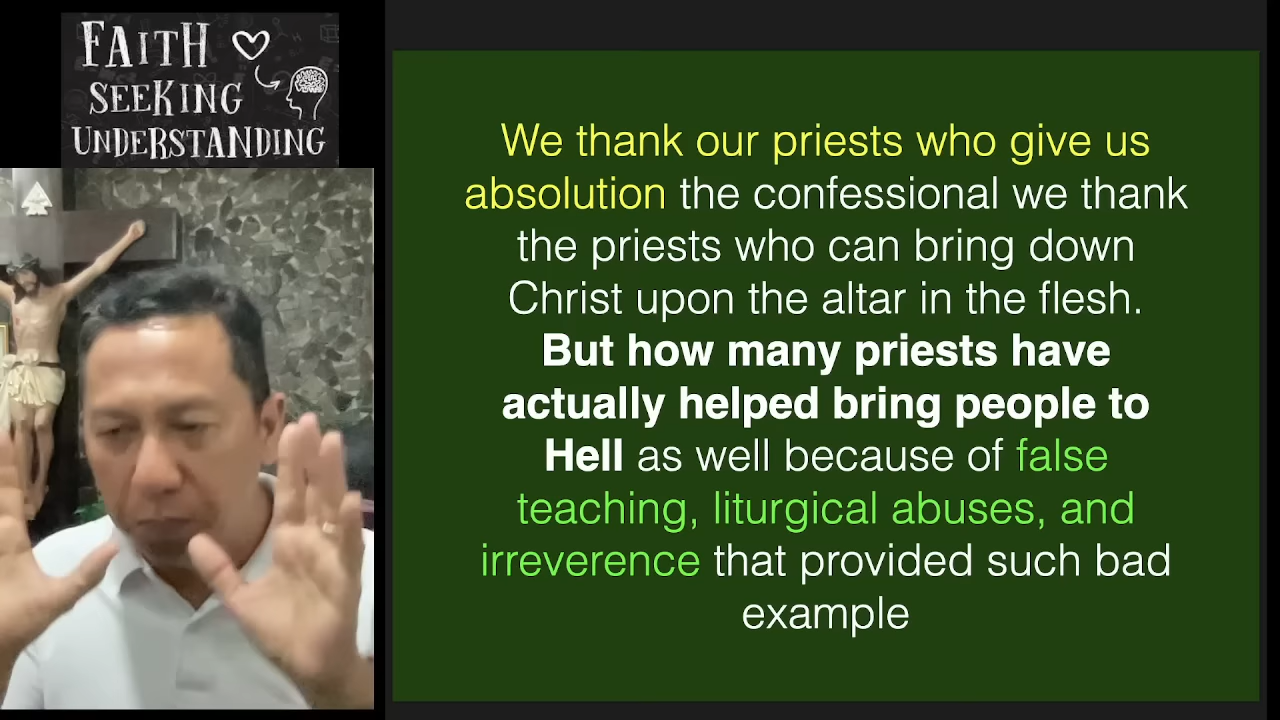 FAITH
SEEKING
UNDERSTANDING
We thank our priests who give us
absolution the confessional we thank
the priests who can bring down
Christ upon the altar in the flesh.
But how many priests have
actually helped bring people to
Hell as well because of false
teaching, liturgical abuses, and
irreverence that provided such bad
example